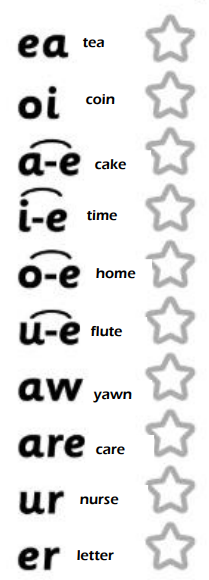 ea tea
oi coin
a-e cake
i-e time
o-e home
u-e flute
aw yawn
are care
ur nurse
er letter